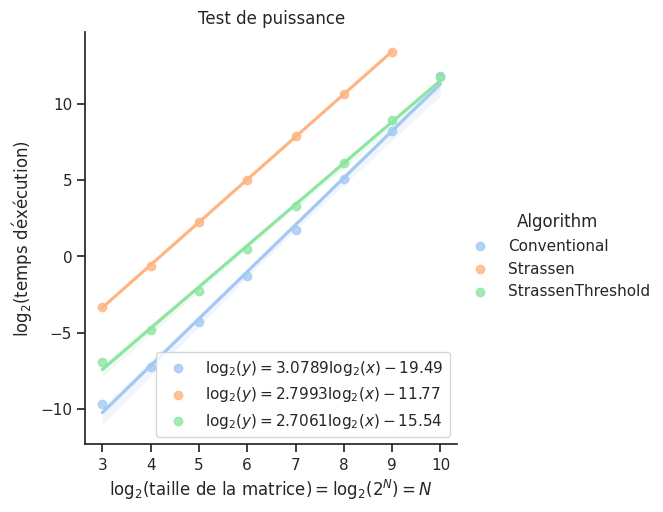 Test de puissance
log₂(temps déxécution)
10
5
0
−5
−10
3 4 5 6 7 8 9 10
log₂(taille de la matrice) = log₂(2ᴺ) = N
log₂(y) = 3.0789log₂(x) − 19.49
log₂(y) = 2.7993log₂(x) − 11.77
log₂(y) = 2.7061log₂(x) − 15.54
Algorithm
Conventional
Strassen
StrassenThreshold